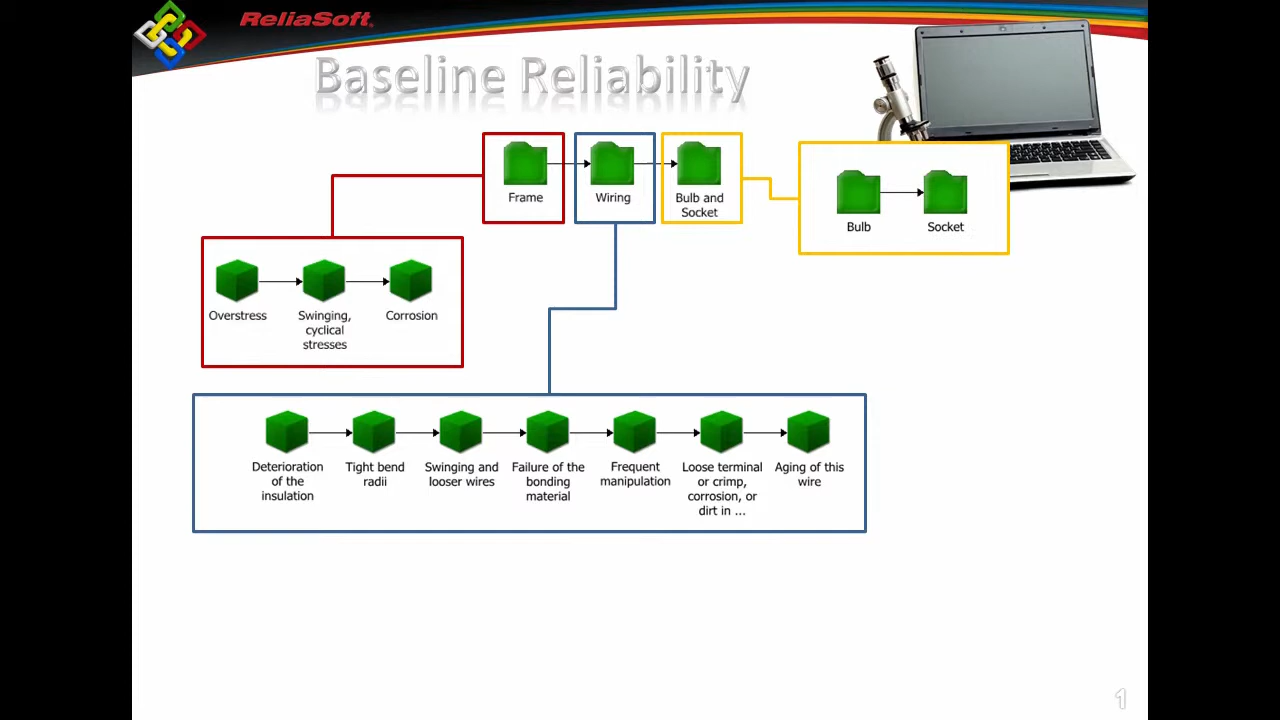 ReliaSoft.
Baseline Reliability
Frame
Wiring
Bulb and
Socket
Bulb
Socket
Overstress
Swinging,
cyclical
stresses
Corrosion
Deterioration
of the
insulation
Tight bend
radii
Swinging and
looser wires
Failure of the
bonding
material
Frequent
manipulation
Loose terminal
or crimp,
corrosion, or
dirt in ...
Aging of this
wire
1